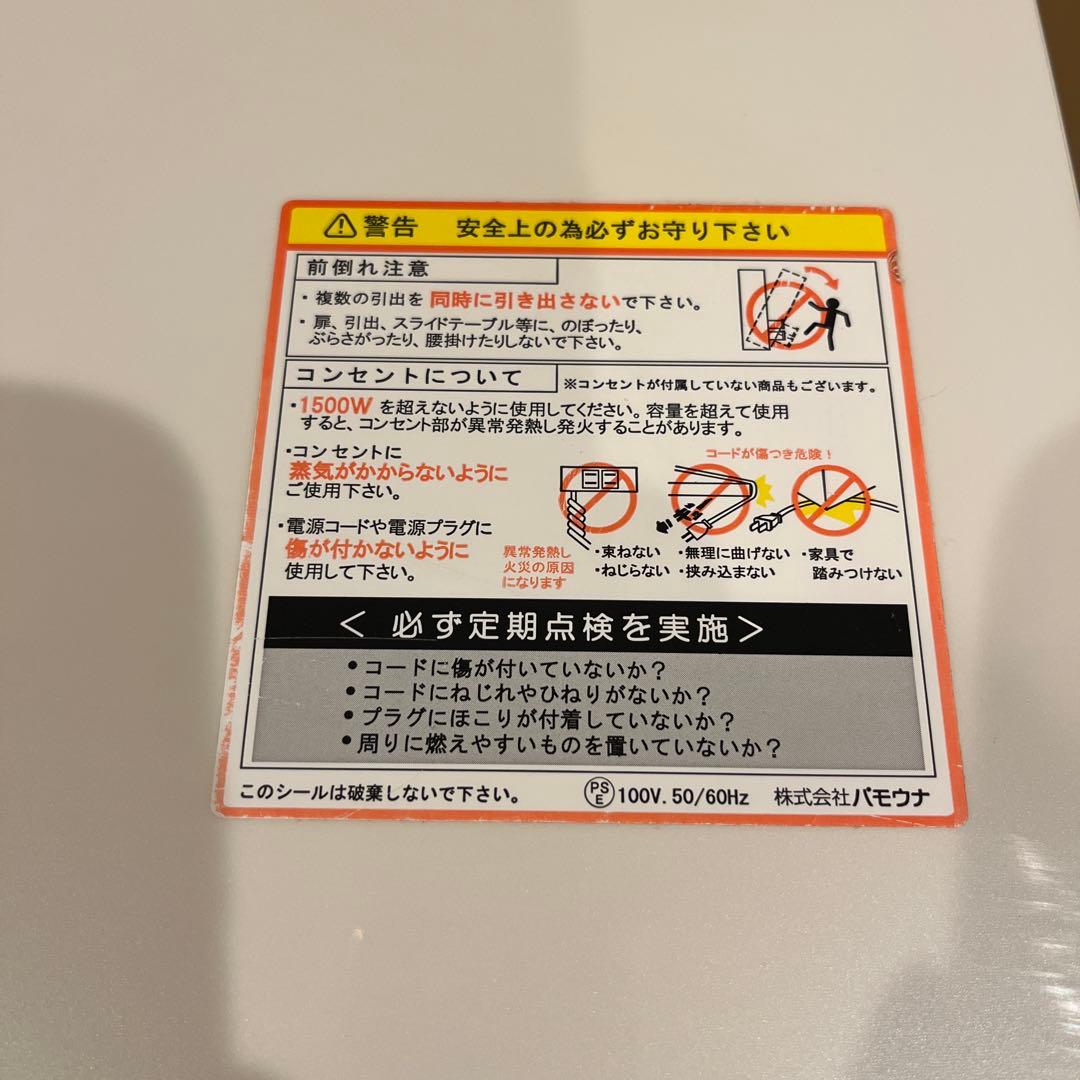 警告 安全上の為必ずお守り下さい
前倒れ注意
・複数の引出を 同時に引き出さないで下さい。
・扉、引出、スライドテーブル等に、のぼったり、
ぶらさがったり、腰掛けたりしないで下さい。
コンセントについて
※コンセントが付属していない商品もございます。
・1500W を超えないように使用してください。容量を超えて使用
すると、コンセント部が異常発熱し発火することがあります。
・コンセントに
蒸気がかからないように
ご使用下さい。
コードが傷つき危険!
・電源コードや電源プラグに
傷が付かないように
使用して下さい。
異常発熱し
火災の原因
になります
・束ねない
・ねじらない
・無理に曲げない
・挟み込まない
・家具で
踏みつけない
< 必ず定期点検を実施>
●コードに傷が付いていないか?
●コードにねじれやひねりがないか?
●プラグにほこりが付着していないか?
●周りに燃えやすいものを置いていないか?
このシールは破棄しないで下さい。 PSE 100V. 50/60Hz 株式会社パモウナ